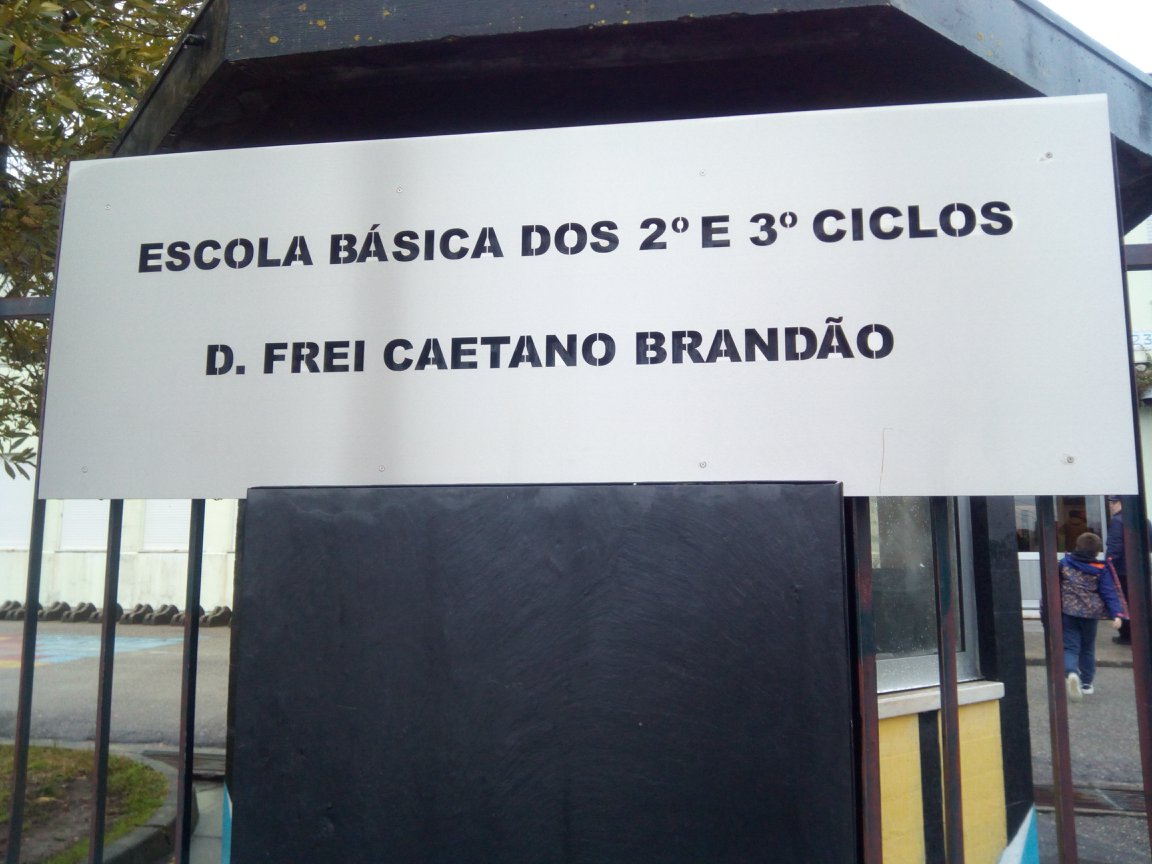 ESCOLA BÁSICA DOS 2º E 3º CICLOS
D. FREI CAETANO BRANDÃO